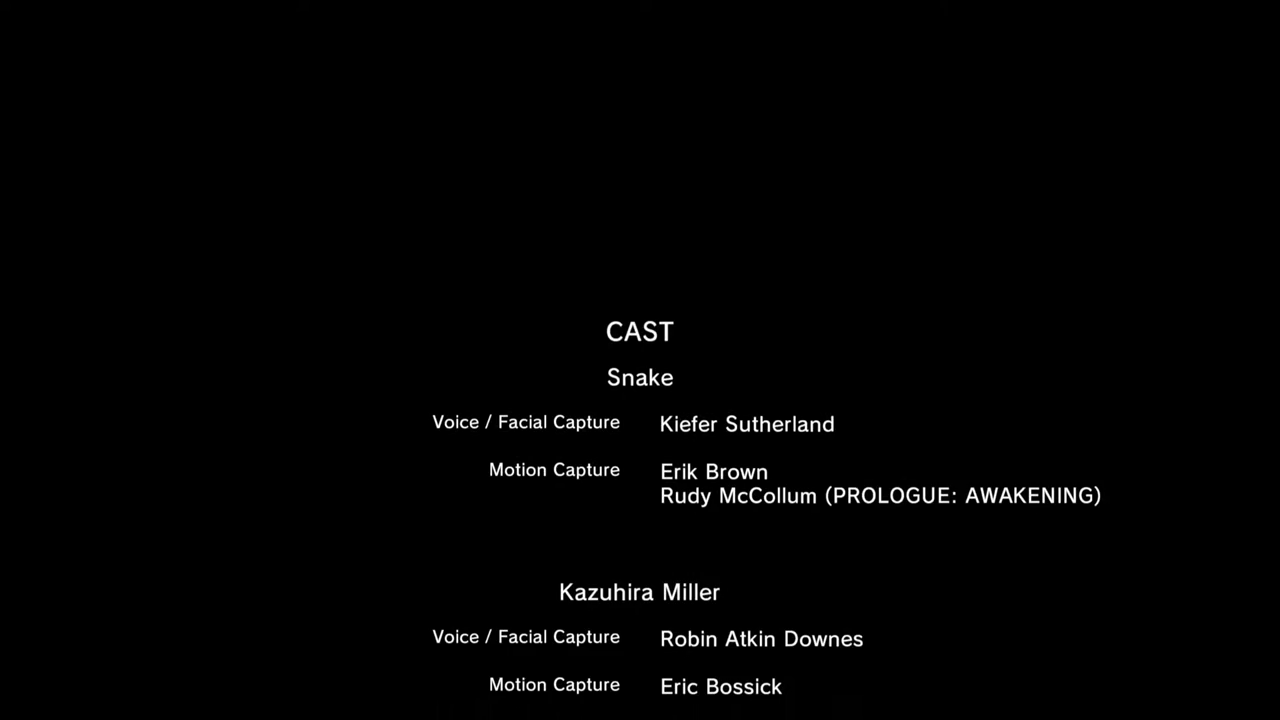 CAST
Snake
Voice / Facial Capture Kiefer Sutherland
Motion Capture Erik Brown
Rudy McCollum (PROLOGUE: AWAKENING)
Kazuhira Miller
Voice / Facial Capture Robin Atkin Downes
Motion Capture Eric Bossick